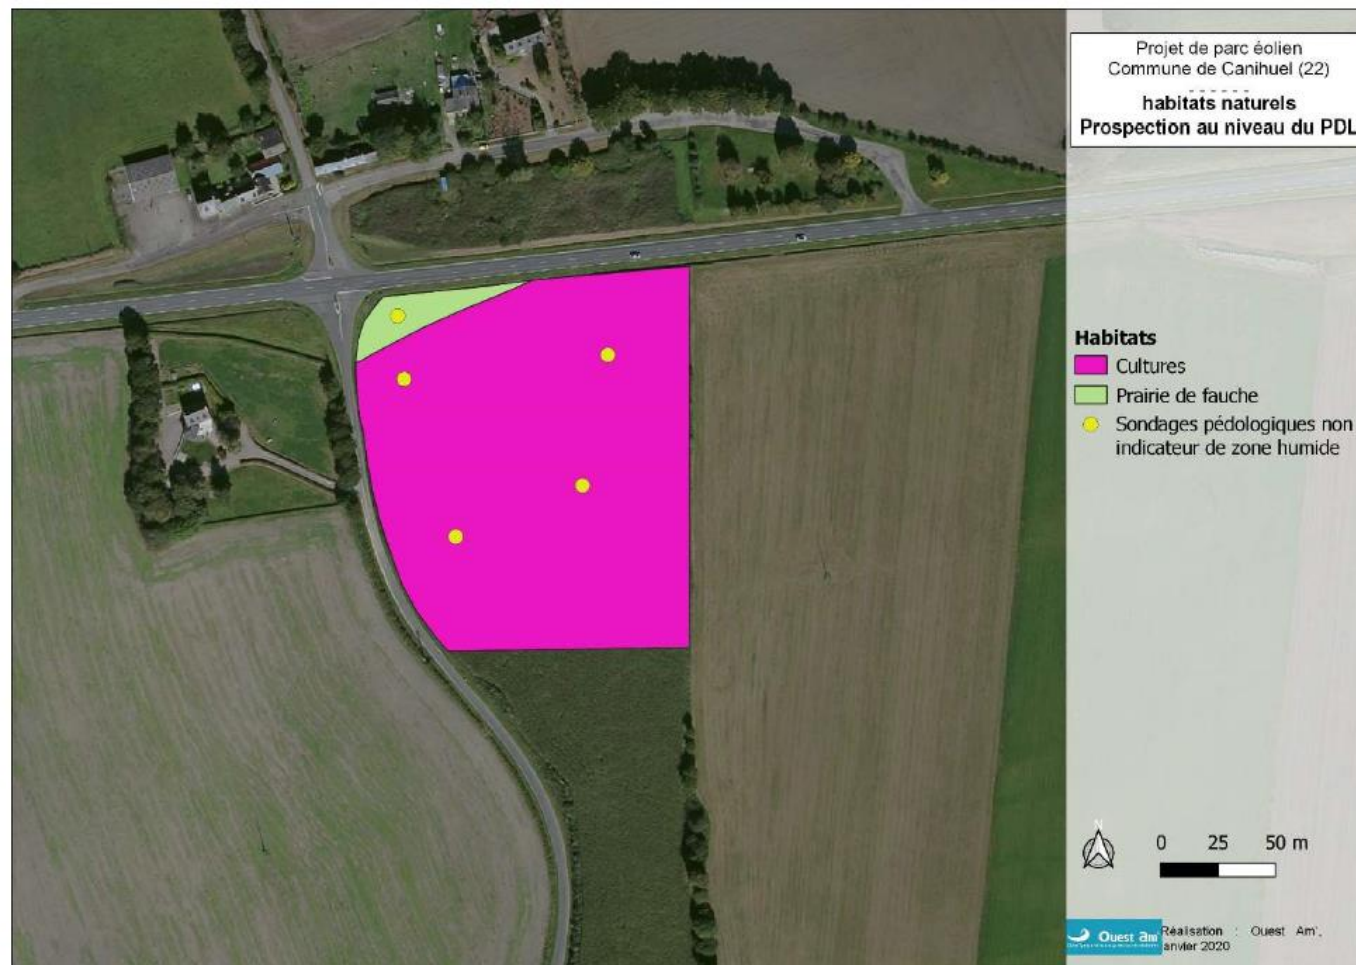 Projet de parc éolien
Commune de Canihuel (22)
- - - - - -
habitats naturels
Prospection au niveau du PDL
Habitats
Cultures
Prairie de fauche
Sondages pédologiques non
indicateur de zone humide
N
0 25 50 m
Ouest am'
Réalisation : Ouest Am',
anvier 2020